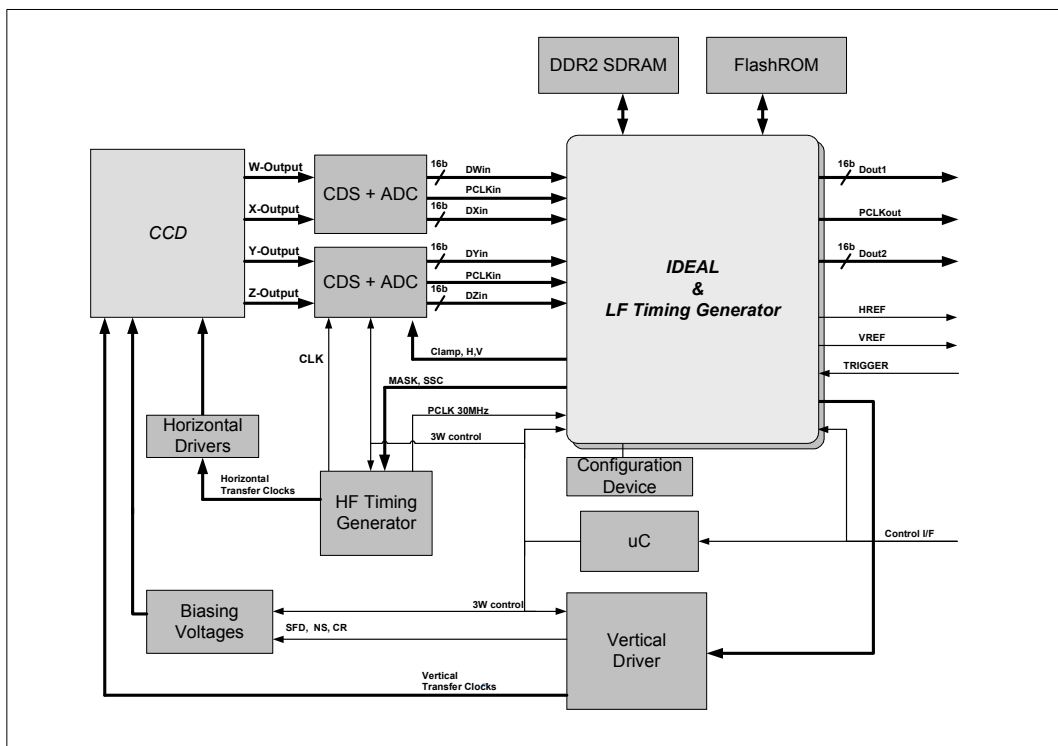 DDR2 SDRAM
FlashROM
W-Output
X-Output
Y-Output
Z-Output
CCD
CDS + ADC
CDS + ADC
16b
DWin
PCLKin
16b
DXin
16b
DYin
PCLKin
16b
DZin
IDEAL
&
LF Timing Generator
16b
Dout1
PCLKout
16b
Dout2
HREF
VREF
TRIGGER
CLK
Clamp, H,V
MASK, SSC
PCLK 30MHz
3W control
Horizontal
Drivers
Horizontal
Transfer Clocks
HF Timing
Generator
Configuration
Device
uC
Control I/F
Biasing
Voltages
3W control
SFD, NS, CR
Vertical
Driver
Vertical
Transfer Clocks